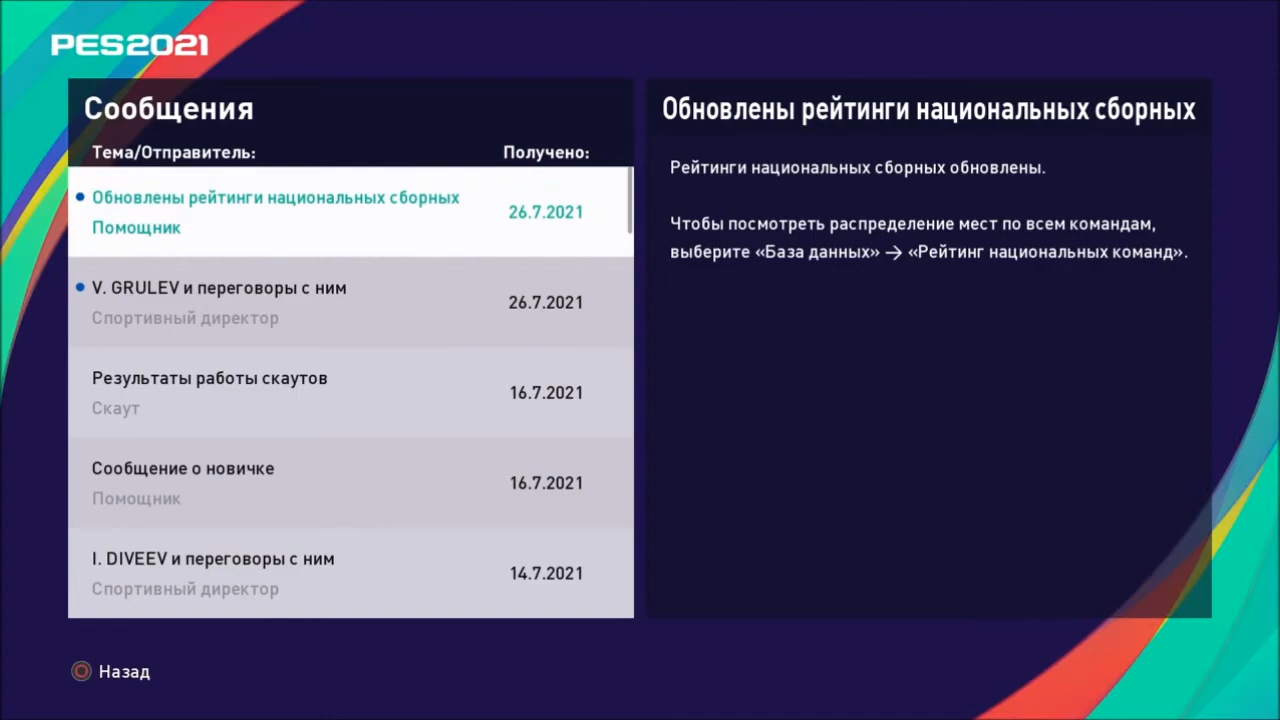 PES2021
Сообщения
Тема/Отправитель: Получено:
Обновлены рейтинги национальных сборных
Помощник
26.7.2021
V. GRULEV и переговоры с ним
Спортивный директор
26.7.2021
Результаты работы скаутов
Скаут
16.7.2021
Сообщение о новичке
Помощник
16.7.2021
I. DIVEEV и переговоры с ним
Спортивный директор
14.7.2021
Обновлены рейтинги национальных сборных
Рейтинги национальных сборных обновлены.
Чтобы посмотреть распределение мест по всем командам,
выберите «База данных» → «Рейтинг национальных команд».
Назад